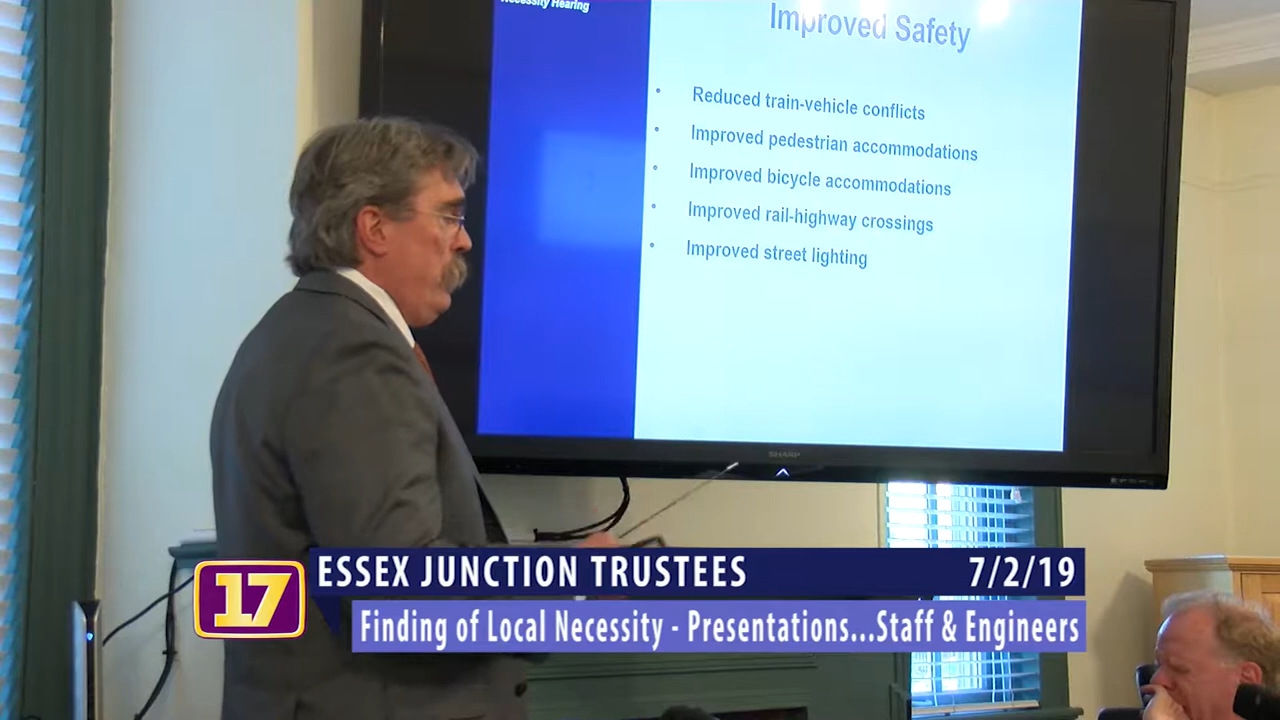 Necessity Hearing
Improved Safety
Reduced train-vehicle conflicts
Improved pedestrian accommodations
Improved bicycle accommodations
Improved rail-highway crossings
Improved street lighting
SHARP
17
ESSEX JUNCTION TRUSTEES 7/2/19
Finding of Local Necessity - Presentations...Staff & Engineers